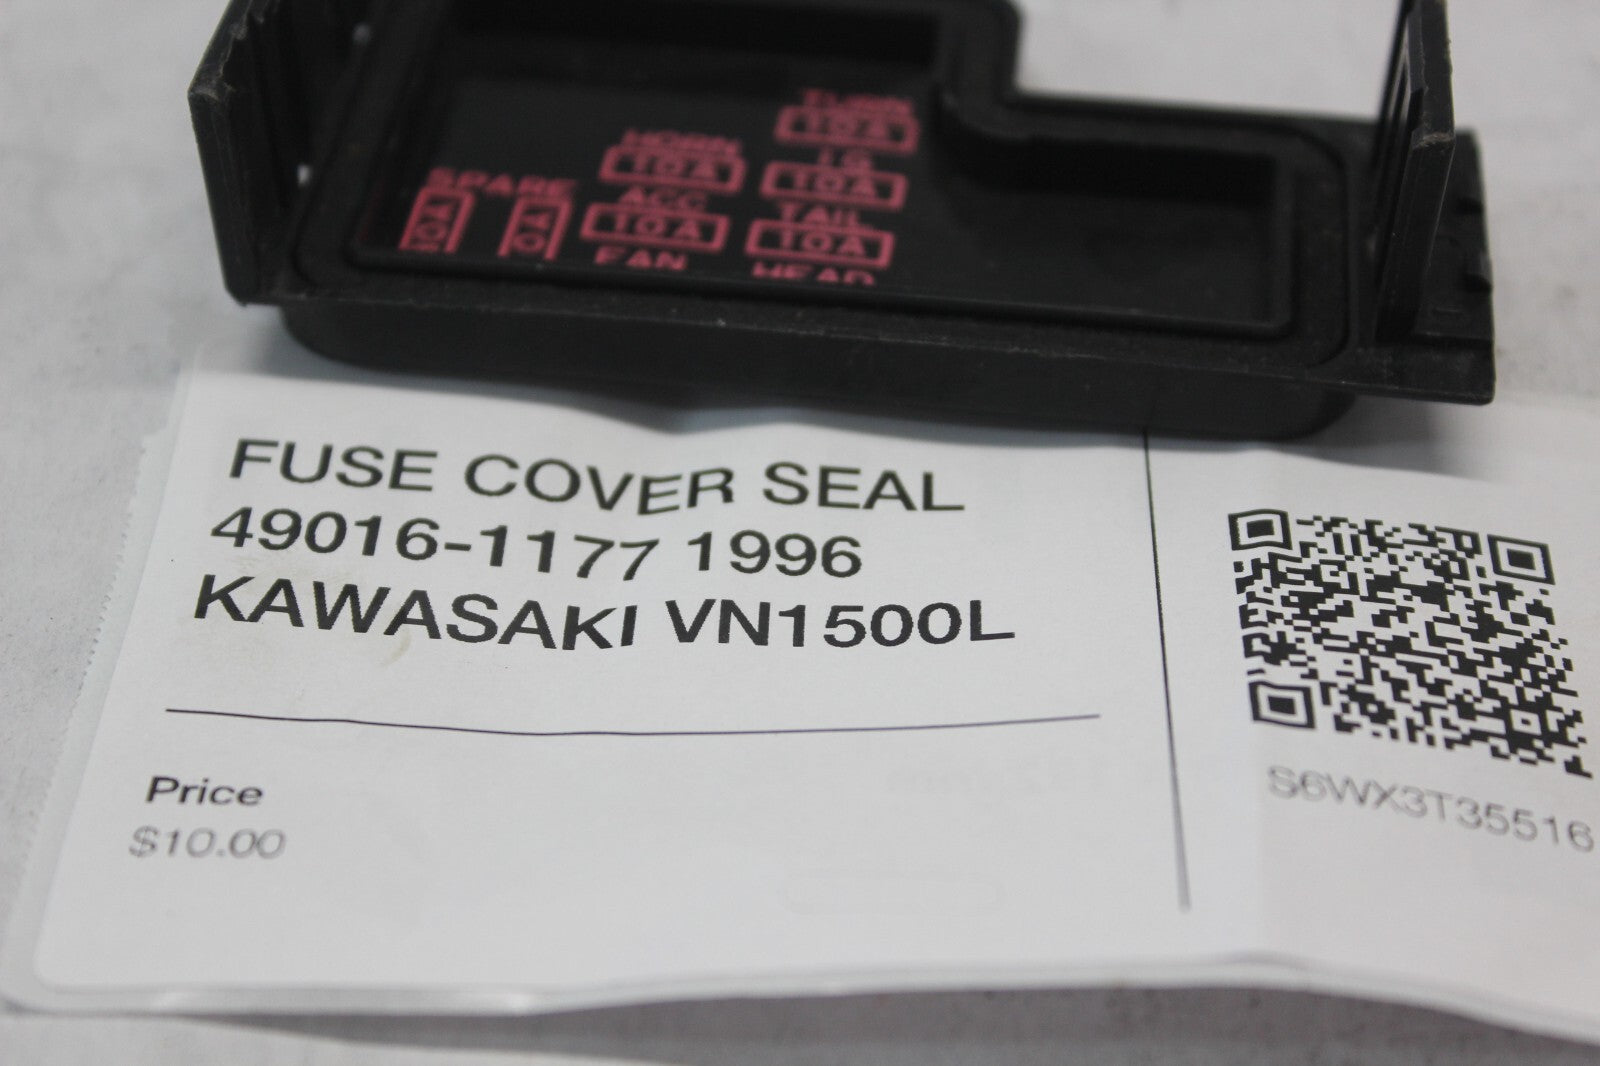 TURN
10A
HORN
10A
IG
10A
SPARE
10A
10A
ACC
10A
TAIL
10A
FAN
HEAD
FUSE COVER SEAL
49016-1177 1996
KAWASAKI VN1500L
Price
$10.00
S6WX3T35516